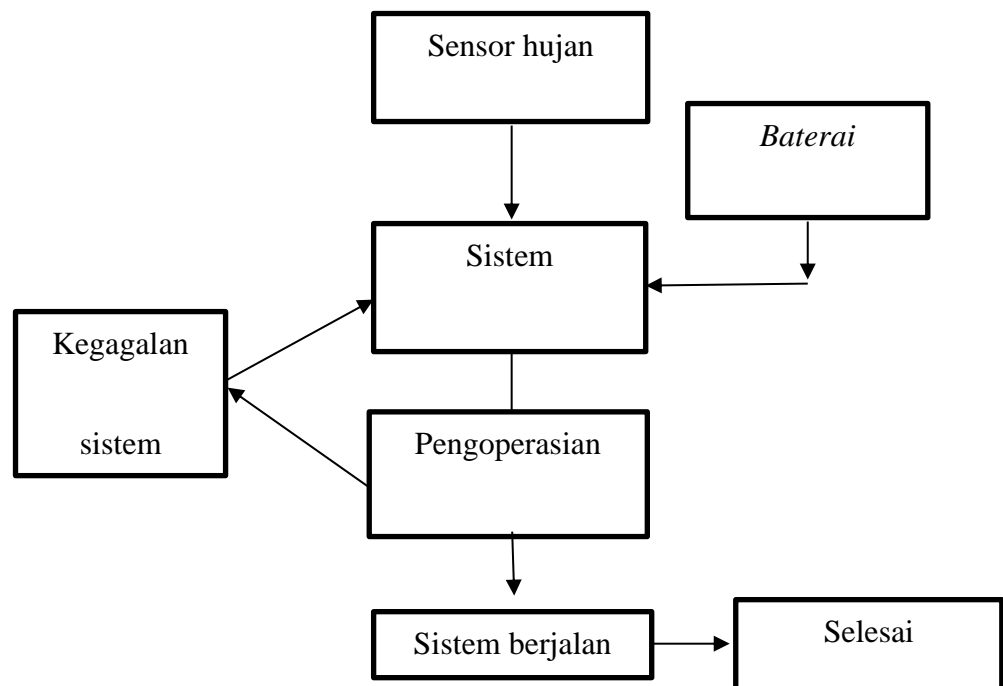 Sensor hujan
Baterai
Sistem
Kegagalan
sistem
Pengoperasian
Sistem berjalan
Selesai